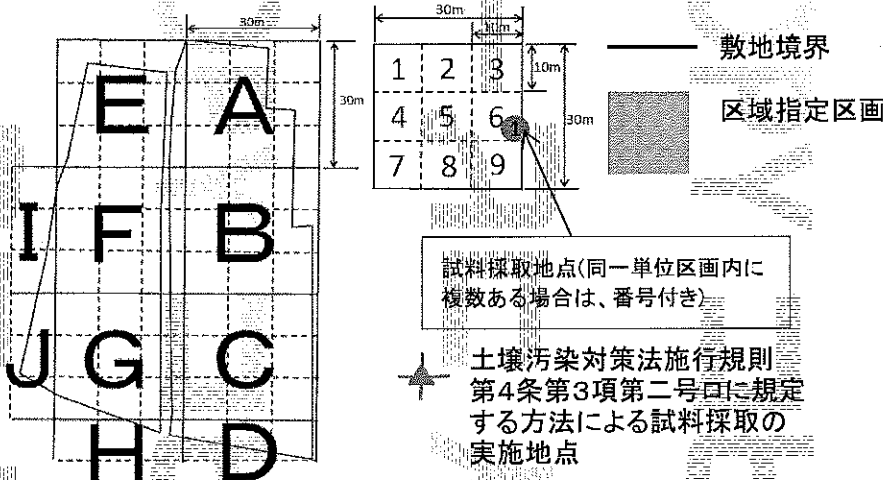 30m
30m
E A
I F B
J G C
H D
30m
10m
1 2 3
4 5 6 1
7 8 9
10m
30m
敷地境界
区域指定区画
試料採取地点(同一単位区画内に
複数ある場合は、番号付き)
土壌汚染対策法施行規則
第4条第3項第二号ロに規定
する方法による試料採取の
実施地点